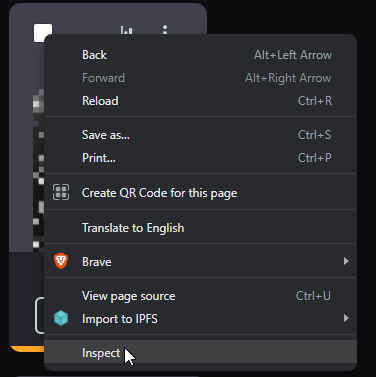 Back Alt+Left Arrow
Forward Alt+Right Arrow
Reload Ctrl+R
Save as... Ctrl+S
Print... Ctrl+P
Create QR Code for this page
Translate to English
Brave
View page source Ctrl+U
Import to IPFS
Inspect